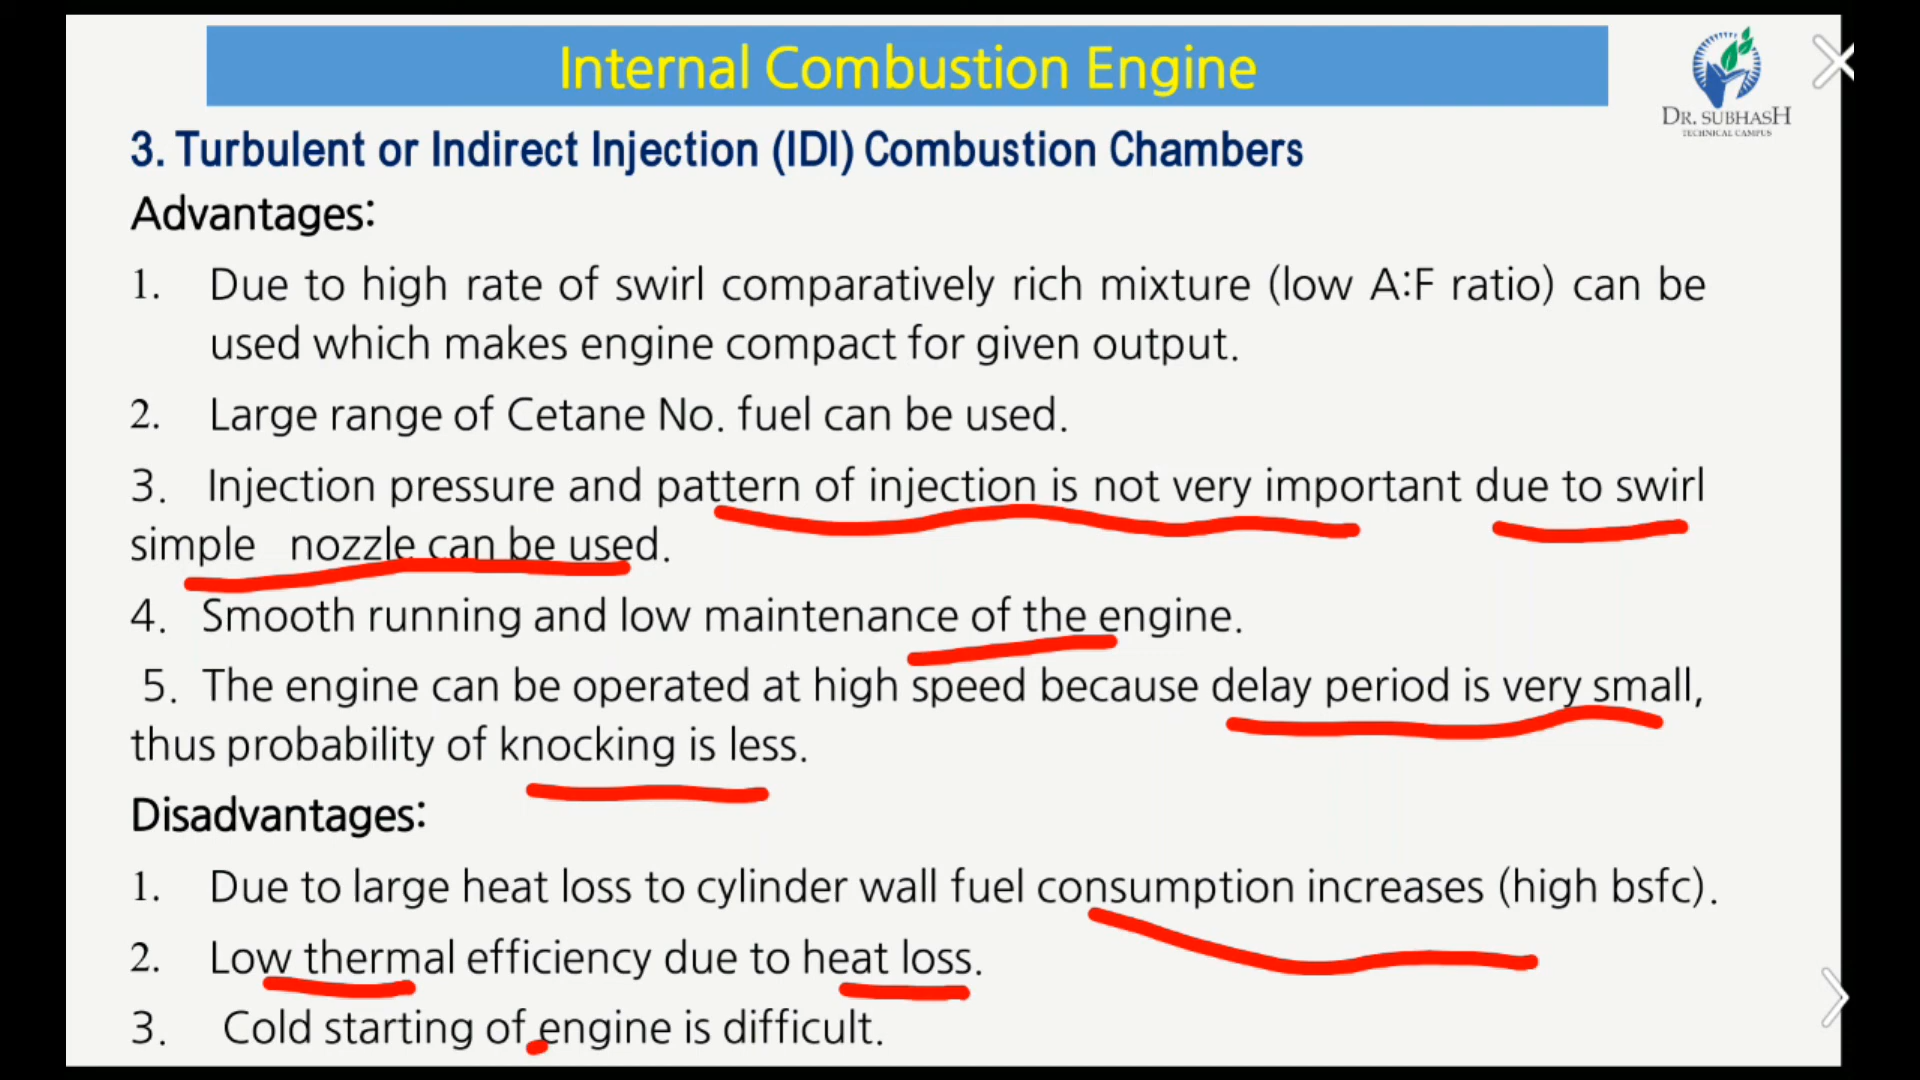 Internal Combustion Engine
DR. SUBHASH
TECHNICAL CAMPUS
3. Turbulent or Indirect Injection (IDI) Combustion Chambers
Advantages:
1. Due to high rate of swirl comparatively rich mixture (low A:F ratio) can be
used which makes engine compact for given output.
2. Large range of Cetane No. fuel can be used.
3. Injection pressure and pattern of injection is not very important due to swirl
simple nozzle can be used.
4. Smooth running and low maintenance of the engine.
5. The engine can be operated at high speed because delay period is very small,
thus probability of knocking is less.
Disadvantages:
1. Due to large heat loss to cylinder wall fuel consumption increases (high bsfc).
2. Low thermal efficiency due to heat loss.
3. Cold starting of engine is difficult.